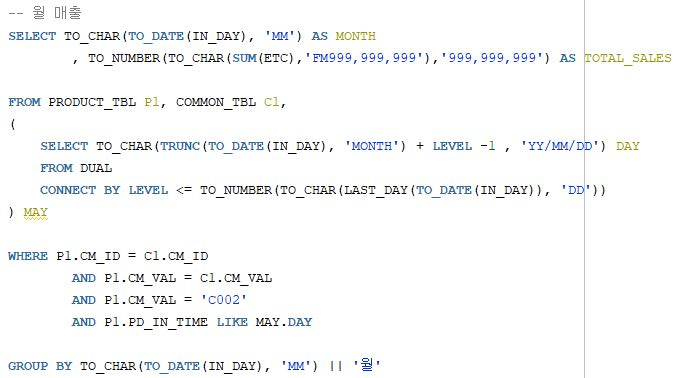 -- 월 매출
SELECT TO_CHAR(TO_DATE(IN_DAY), 'MM') AS MONTH
, TO_NUMBER(TO_CHAR(SUM(ETC),'FM999,999,999'),'999,999,999') AS TOTAL_SALES
FROM PRODUCT_TBL P1, COMMON_TBL C1,
(
SELECT TO_CHAR(TRUNC(TO_DATE(IN_DAY), 'MONTH') + LEVEL -1 , 'YY/MM/DD') DAY
FROM DUAL
CONNECT BY LEVEL <= TO_NUMBER(TO_CHAR(LAST_DAY(TO_DATE(IN_DAY)), 'DD'))
) MAY
WHERE P1.CM_ID = C1.CM_ID
AND P1.CM_VAL = C1.CM_VAL
AND P1.CM_VAL = 'C002'
AND P1.PD_IN_TIME LIKE MAY.DAY
GROUP BY TO_CHAR(TO_DATE(IN_DAY), 'MM') || '월'